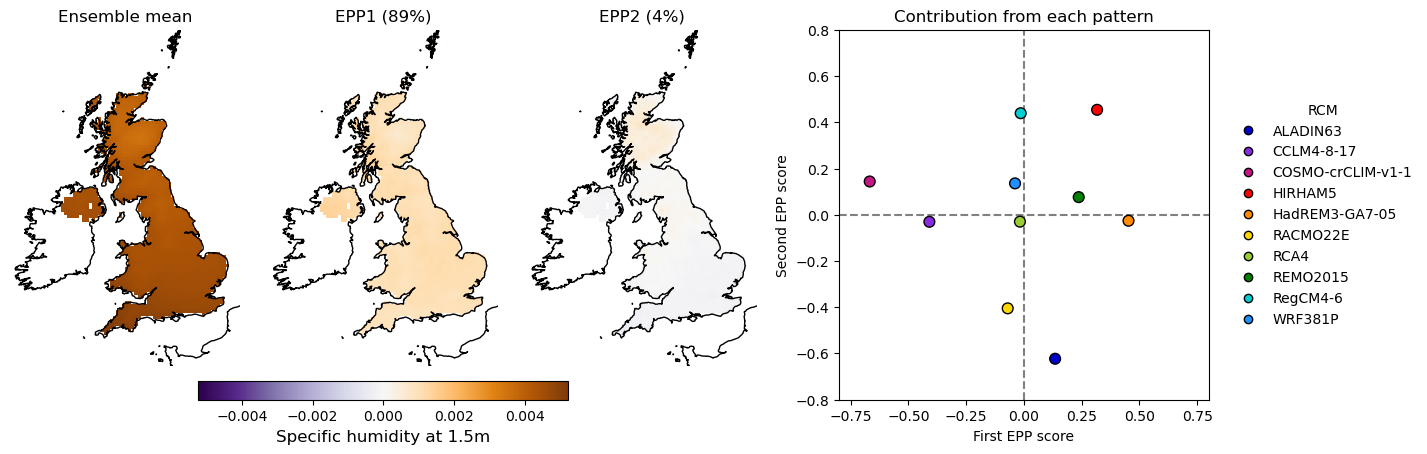 Ensemble mean
EPP1 (89%)
EPP2 (4%)
−0.004
−0.002
0.000
0.002
0.004
Specific humidity at 1.5m
Contribution from each pattern
Second EPP score
0.8
0.6
0.4
0.2
0.0
−0.2
−0.4
−0.6
−0.8
−0.75
−0.50
−0.25
0.00
0.25
0.50
0.75
First EPP score
RCM
ALADIN63
CCLM4-8-17
COSMO-crCLIM-v1-1
HIRHAM5
HadREM3-GA7-05
RACMO22E
RCA4
REMO2015
RegCM4-6
WRF381P